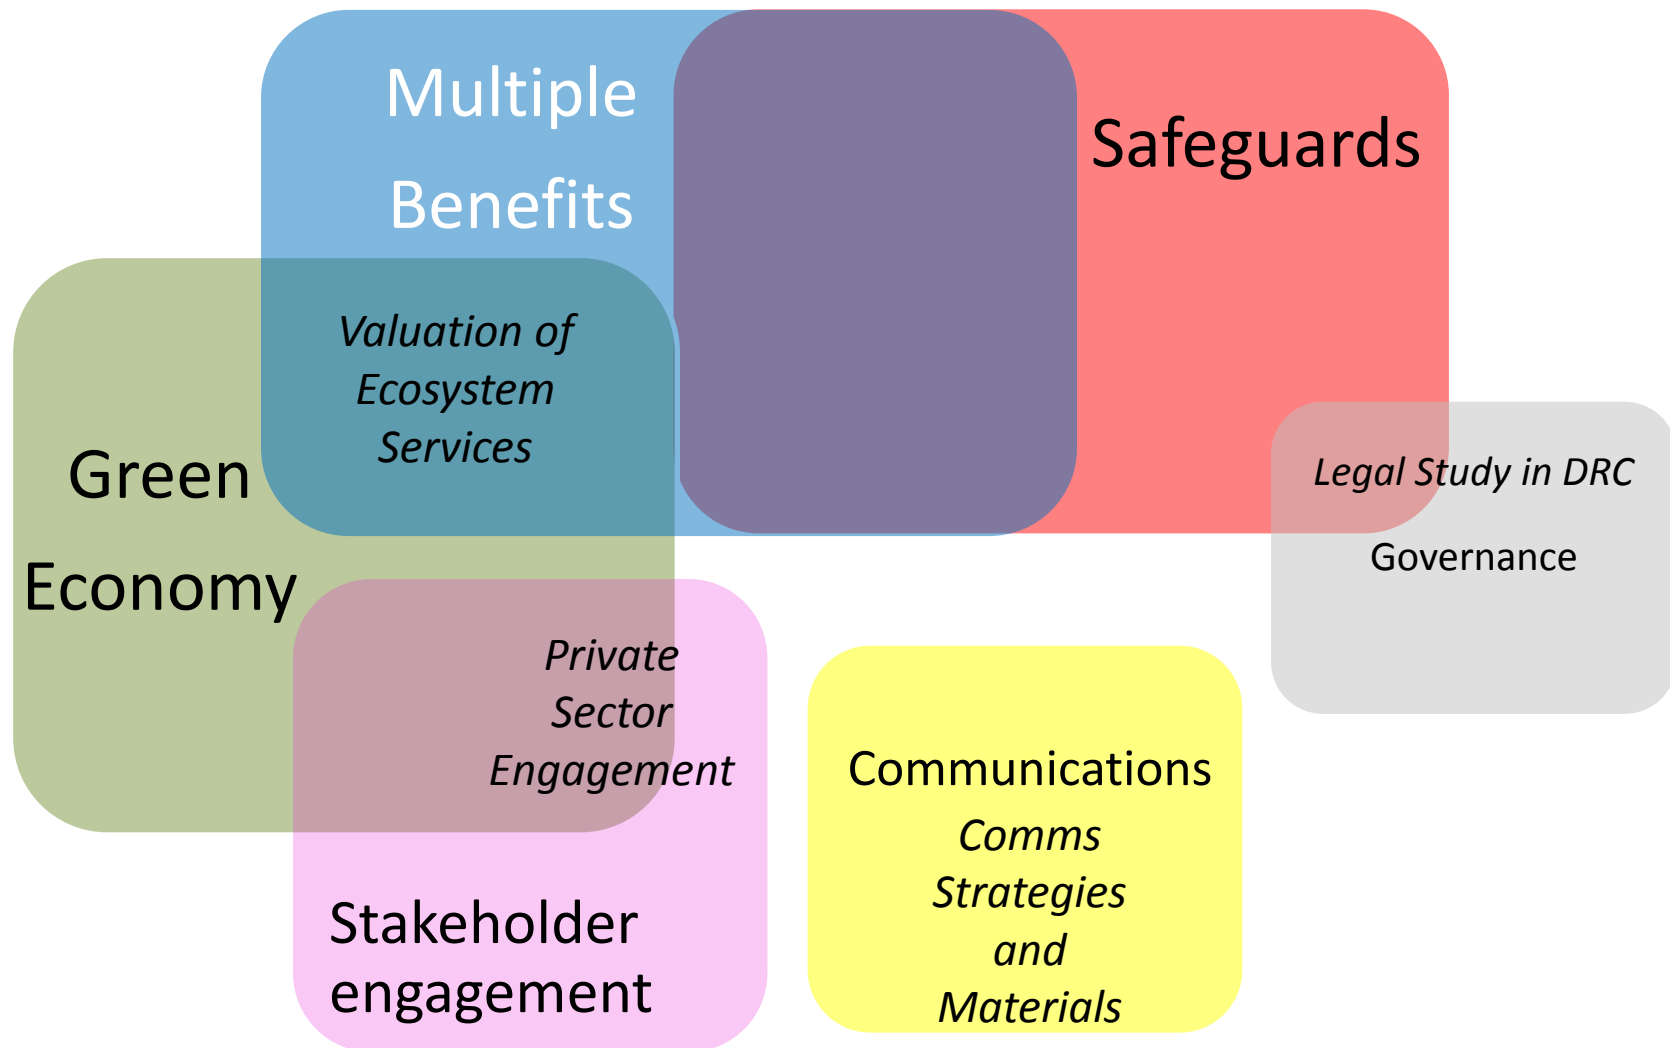 Multiple
Benefits
Safeguards
Valuation of
Ecosystem
Services
Green
Economy
Legal Study in DRC
Governance
Private
Sector
Engagement
Stakeholder
engagement
Communications
Comms
Strategies
and
Materials